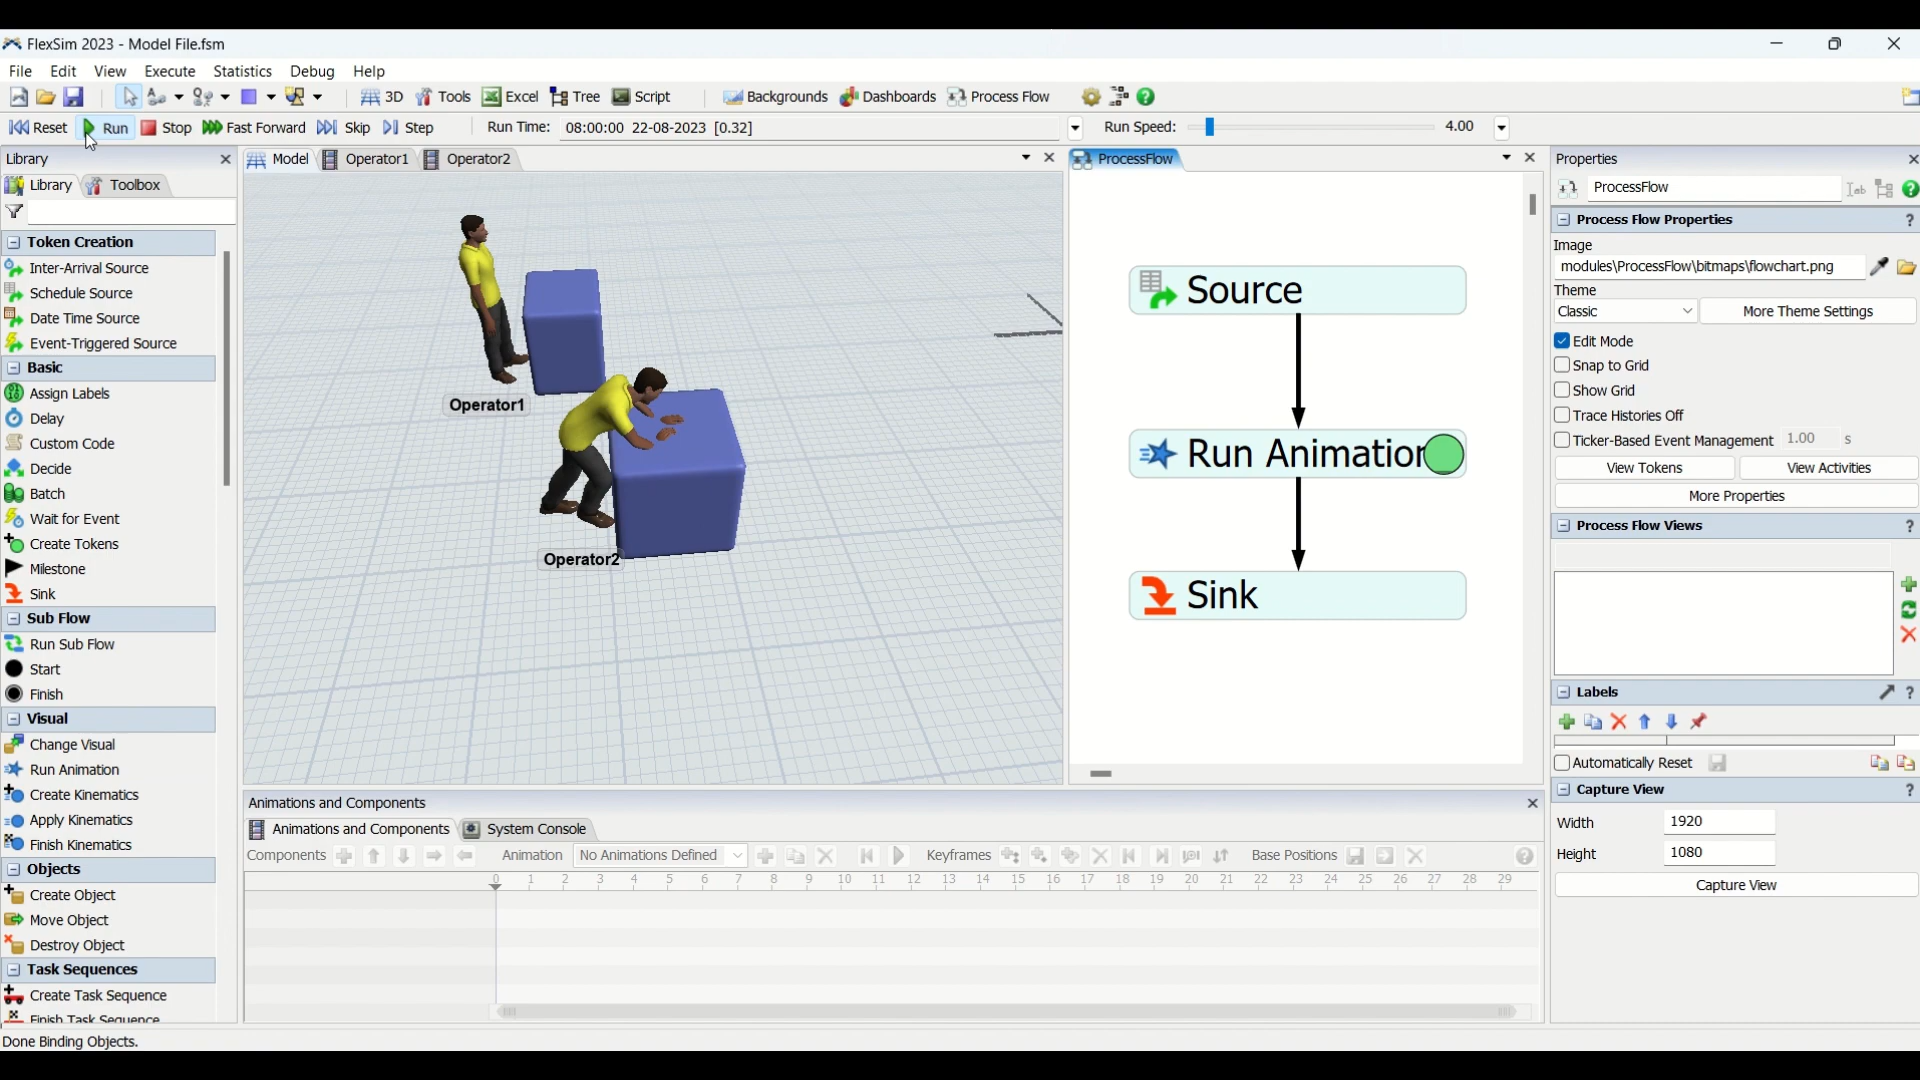 FlexSim 2023 - Model File.fsm
File Edit View Execute Statistics Debug Help
3D Tools Excel Tree Script Backgrounds Dashboards Process Flow
Reset Run Stop Fast Forward Skip Step Run Time: 08:00:00 22-08-2023 [0.32] Run Speed: 4.00
Library
Library Toolbox
Token Creation
Inter-Arrival Source
Schedule Source
Date Time Source
Event-Triggered Source
Basic
Assign Labels
Delay
Custom Code
Decide
Batch
Wait for Event
Create Tokens
Milestone
Sink
Sub Flow
Run Sub Flow
Start
Finish
Visual
Change Visual
Run Animation
Create Kinematics
Apply Kinematics
Finish Kinematics
Objects
Create Object
Move Object
Destroy Object
Task Sequences
Create Task Sequence
Finish Task Sequence
Model Operator1 Operator2
Operator1
Operator2
ProcessFlow
Source
Run Animation
Sink
Animations and Components
Animations and Components System Console
Components Animation No Animations Defined Keyframes Base Positions
0 1 2 3 4 5 6 7 8 9 10 11 12 13 14 15 16 17 18 19 20 21 22 23 24 25 26 27 28 29
Properties
ProcessFlow
Process Flow Properties ?
Image
modules\ProcessFlow\bitmaps\flowchart.png
Theme
Classic More Theme Settings
Edit Mode
Snap to Grid
Show Grid
Trace Histories Off
Ticker-Based Event Management 1.00 s
View Tokens View Activities
More Properties
Process Flow Views ?
Labels ?
Automatically Reset
Capture View ?
Width 1920
Height 1080
Capture View
Done Binding Objects.